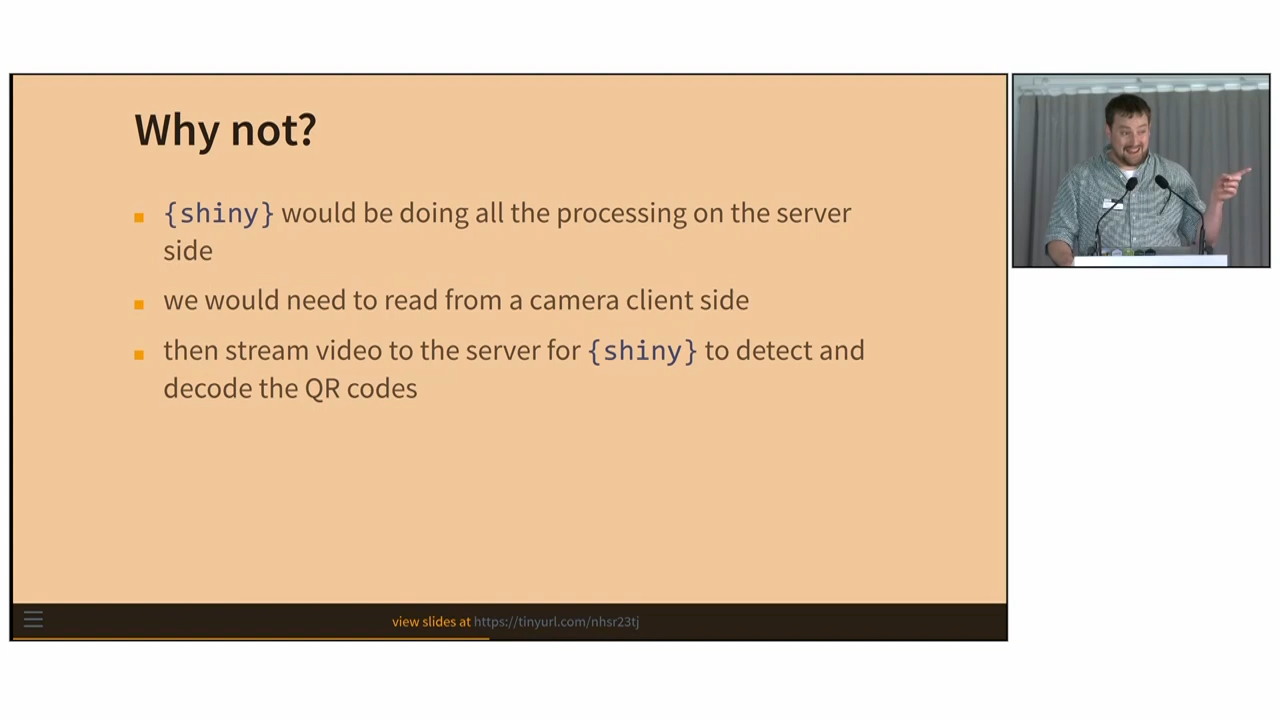 Why not?
{shiny} would be doing all the processing on the server
side
we would need to read from a camera client side
then stream video to the server for {shiny} to detect and
decode the QR codes
view slides at https://tinyurl.com/nhsr23tj